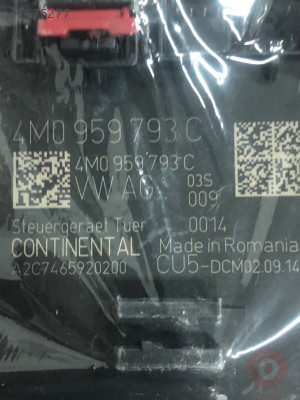 4M0 959 793 C
4M0 959 793 C
VW AG 03S
009
Steuergeraet Tuer 0014
CONTINENTAL Made in Romania
A2C7465920200 CU5-DCM02.09.14